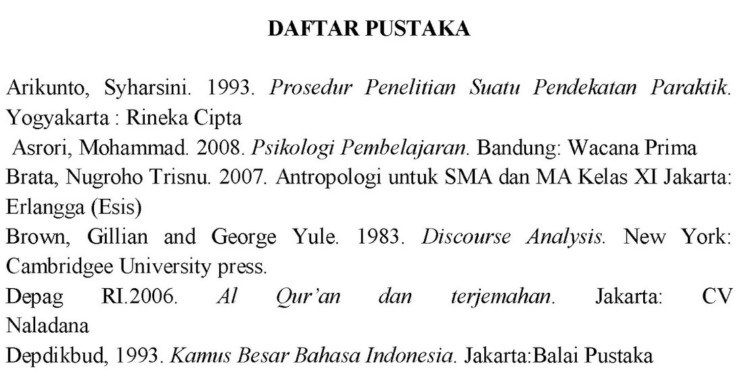 DAFTAR PUSTAKA
Arikunto, Syharsini. 1993. Prosedur Penelitian Suatu Pendekatan Paraktik.
Yogyakarta : Rineka Cipta
Asrori, Mohammad. 2008. Psikologi Pembelajaran. Bandung: Wacana Prima
Brata, Nugroho Trisnu. 2007. Antropologi untuk SMA dan MA Kelas XI Jakarta:
Erlangga (Esis)
Brown, Gillian and George Yule. 1983. Discourse Analysis. New York:
Cambridgee University press.
Depag RI.2006. Al Qur’an dan terjemahan. Jakarta: CV
Naladana
Depdikbud, 1993. Kamus Besar Bahasa Indonesia. Jakarta:Balai Pustaka